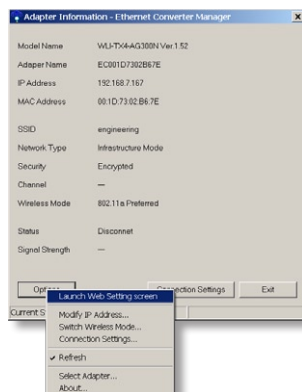 Adapter Information - Ethernet Converter Manager
Model Name WLI-TX4-AG300N Ver.1.52
Adaper Name EC001D7302B67E
IP Address 192.168.7.167
MAC Address 00:1D:73:02:B6:7E
SSID engineering
Network Type Infrastructure Mode
Security Encrypted
Channel —
Wireless Mode 802.11a Preferred
Status Disconnet
Signal Strength —
Connection Settings Exit
Launch Web Setting screen
Current S
Modify IP Address...
Switch Wireless Mode...
Connection Settings...
Refresh
Select Adapter...
About...